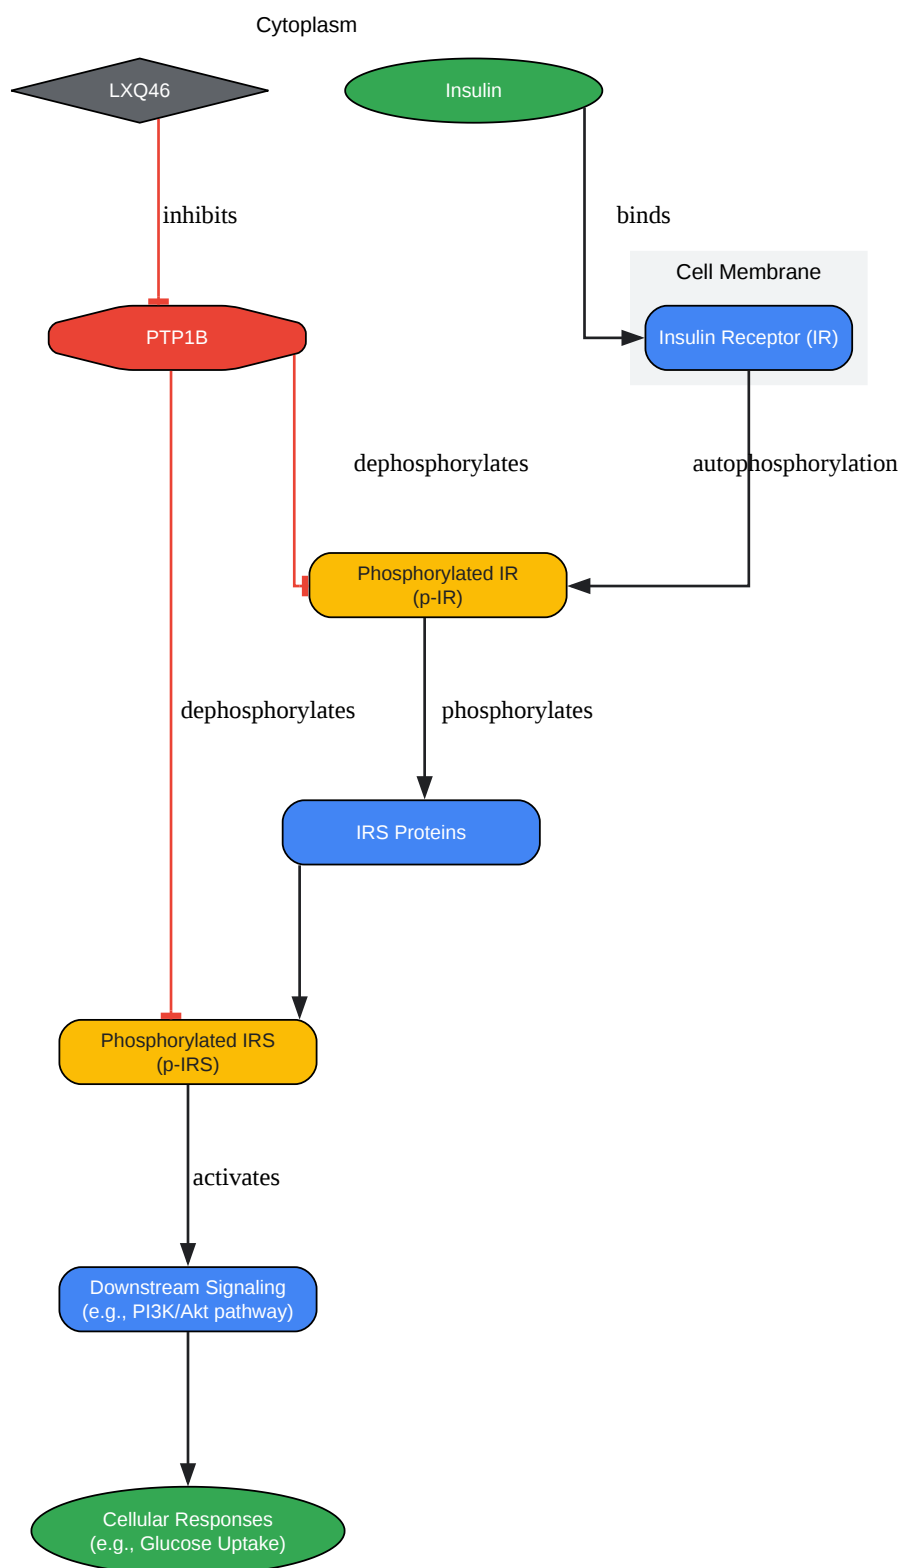 Cytoplasm
LXQ46
Insulin
inhibits
binds
Cell Membrane
PTP1B
Insulin Receptor (IR)
dephosphorylates
autophosphorylation
Phosphorylated IR
(p-IR)
dephosphorylates
phosphorylates
IRS Proteins
Phosphorylated IRS
(p-IRS)
activates
Downstream Signaling
(e.g., PI3K/Akt pathway)
Cellular Responses
(e.g., Glucose Uptake)